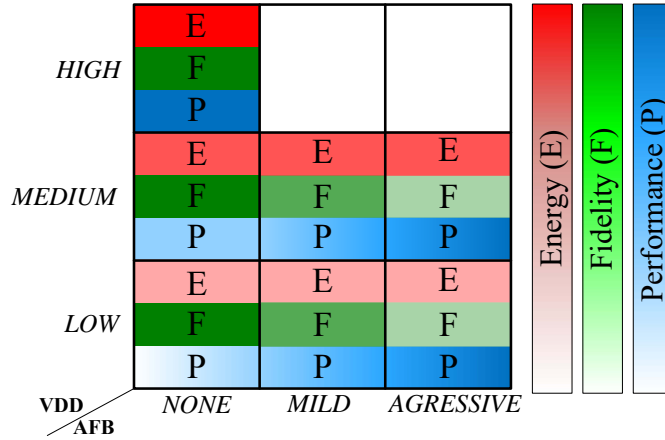 HIGH
E
F
P
MEDIUM
E E E
F F F
P P P
LOW
E E E
F F F
P P P
VDD
AFB
NONE MILD AGRESSIVE
Energy (E)
Fidelity (F)
Performance (P)